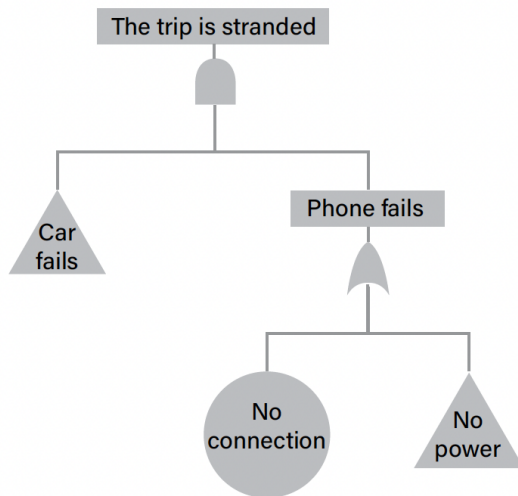 The trip is stranded
Car
fails
Phone fails
No
connection
No
power